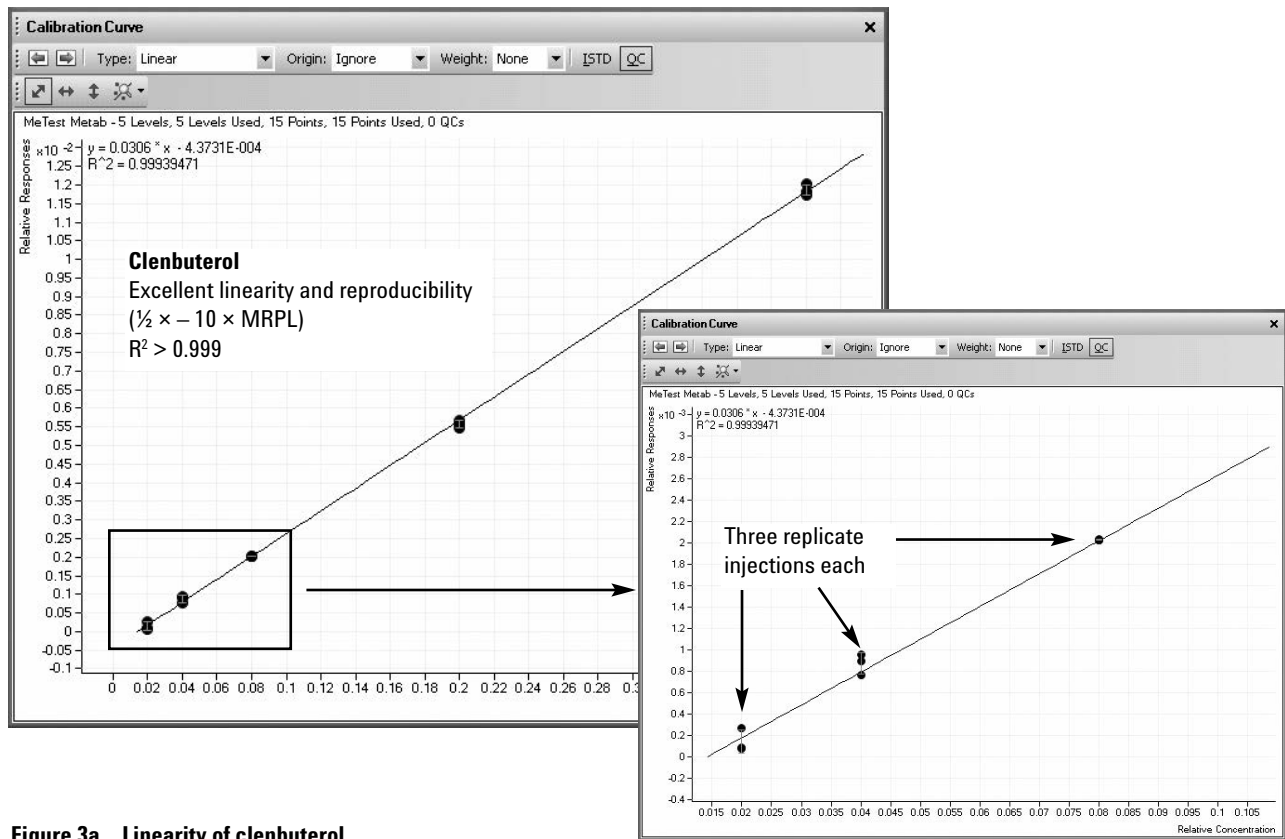 Calibration Curve
Type: Linear Origin: Ignore Weight: None ISTD QC
MeTest Metab - 5 Levels, 5 Levels Used, 15 Points, 15 Points Used, 0 QCs
Relative Responses
x10 -2
y = 0.0306 * x - 4.3731E-004
R^2 = 0.99939471
1.25
1.2
1.15
1.1
1.05
1
0.95
0.9
0.85
0.8
0.75
0.7
0.65
0.6
0.55
0.5
0.45
0.4
0.35
0.3
0.25
0.2
0.15
0.1
0.05
0
-0.05
-0.1
Clenbuterol
Excellent linearity and reproducibility
(½ × – 10 × MRPL)
R² > 0.999
0 0.02 0.04 0.06 0.08 0.1 0.12 0.14 0.16 0.18 0.2 0.22 0.24 0.26 0.28
Calibration Curve
Type: Linear Origin: Ignore Weight: None ISTD QC
MeTest Metab - 5 Levels, 5 Levels Used, 15 Points, 15 Points Used, 0 QCs
Relative Responses
x10 -3
y = 0.0306 * x - 4.3731E-004
R^2 = 0.99939471
3
2.8
2.6
2.4
2.2
2
1.8
1.6
1.4
1.2
1
0.8
0.6
0.4
0.2
0
-0.2
-0.4
Three replicate
injections each
0.015 0.02 0.025 0.03 0.035 0.04 0.045 0.05 0.055 0.06 0.065 0.07 0.075 0.08 0.085 0.09 0.095 0.1 0.105
Relative Concentration
Figure 3a. Linearity of clenbuterol.